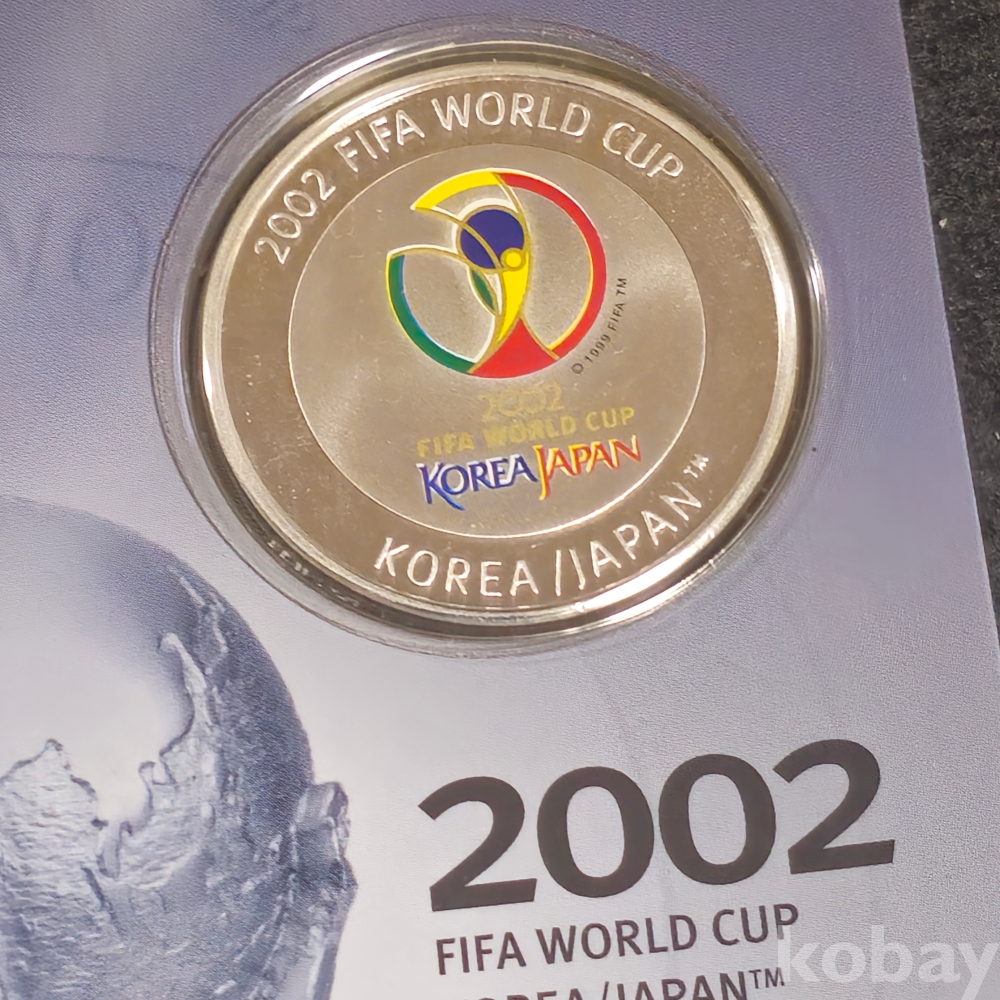 2002 FIFA WORLD CUP
© 1999 FIFA TM
2002
FIFA WORLD CUP
KOREA JAPAN
KOREA/JAPAN™
2002
FIFA WORLD CUP
KOREA/JAPAN™
kobay